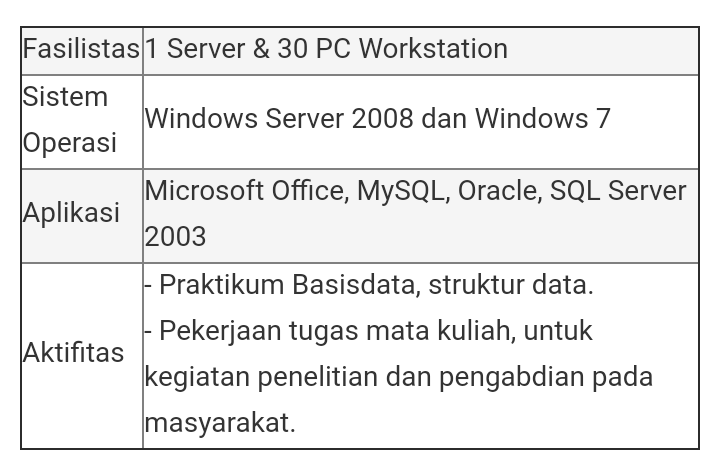 Fasilistas 1 Server & 30 PC Workstation
Sistem
Operasi
Windows Server 2008 dan Windows 7
Aplikasi
Microsoft Office, MySQL, Oracle, SQL Server
2003
Aktifitas
- Praktikum Basisdata, struktur data.
- Pekerjaan tugas mata kuliah, untuk
kegiatan penelitian dan pengabdian pada
masyarakat.